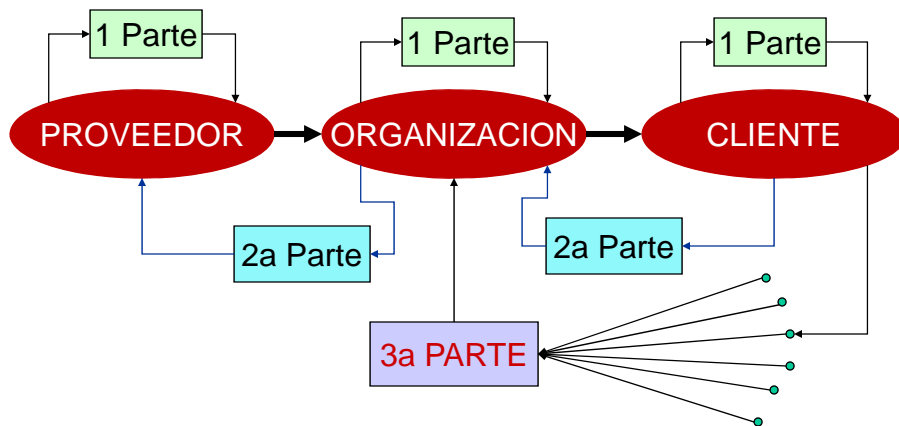 1 Parte
1 Parte
1 Parte
PROVEEDOR
ORGANIZACION
CLIENTE
2a Parte
2a Parte
3a PARTE